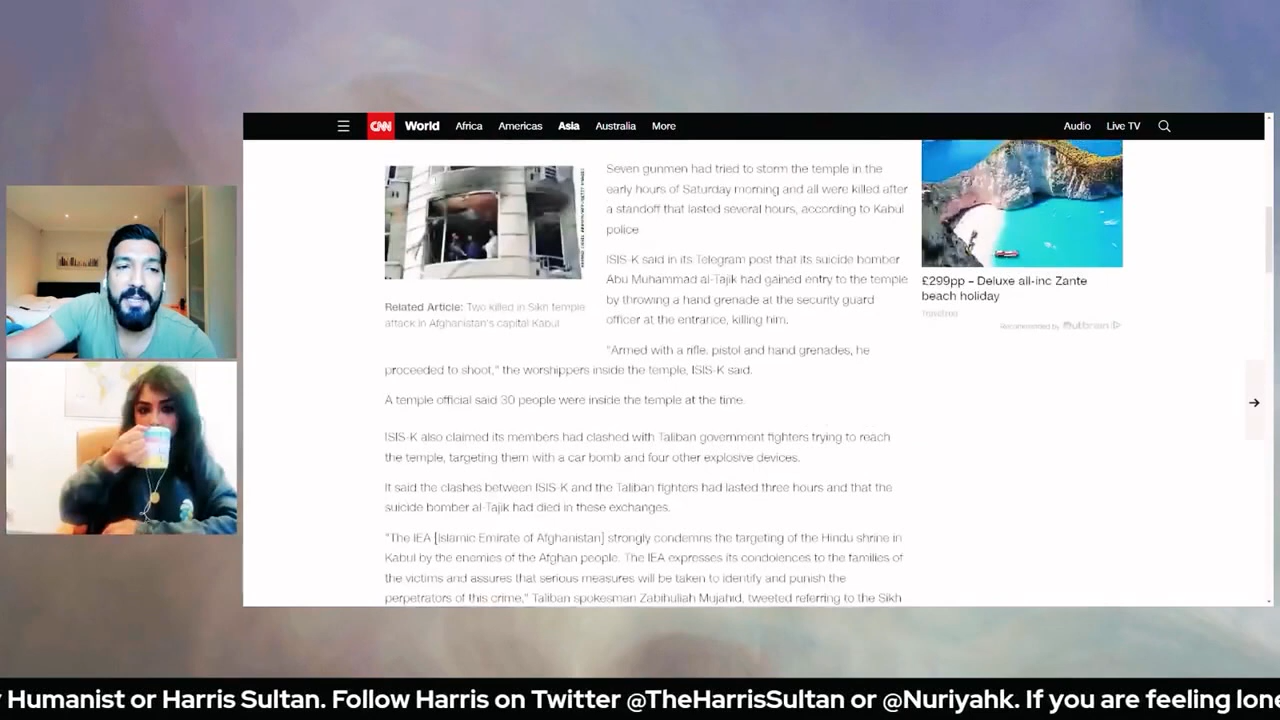 CNN World Africa Americas Asia Australia More Audio Live TV
Seven gunmen had tried to storm the temple in the
early hours of Saturday morning and all were killed after
a standoff that lasted several hours, according to Kabul
police
ISIS-K said in its Telegram post that its suicide bomber
Abu Muhammad al-Tajik had gained entry to the temple
by throwing a hand grenade at the security guard
officer at the entrance, killing him.
Related Article: Two killed in Sikh temple
attack in Afghanistan's capital Kabul
"Armed with a rifle, pistol and hand grenades, he
proceeded to shoot," the worshippers inside the temple, ISIS-K said.
A temple official said 30 people were inside the temple at the time.
ISIS-K also claimed its members had clashed with Taliban government fighters trying to reach
the temple, targeting them with a car bomb and four other explosive devices.
It said the clashes between ISIS-K and the Taliban fighters had lasted three hours and that the
suicide bomber al-Tajik had died in these exchanges.
"The IEA [Islamic Emirate of Afghanistan] strongly condemns the targeting of the Hindu shrine in
Kabul by the enemies of the Afghan people. The IEA expresses its condolences to the families of
the victims and assures that serious measures will be taken to identify and punish the
perpetrators of this crime," Taliban spokesman Zabihullah Mujahid, tweeted referring to the Sikh
£299pp – Deluxe all-inc Zante
beach holiday
Recommended by Outbrain
Humanist or Harris Sultan. Follow Harris on Twitter @TheHarrisSultan or @Nuriyahk. If you are feeling lone